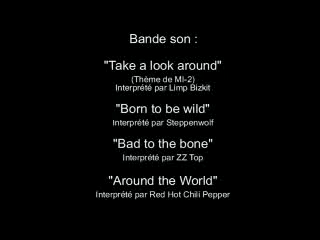 Bande son :
"Take a look around"
(Thème de MI-2)
Interprété par Limp Bizkit
"Born to be wild"
Interprété par Steppenwolf
"Bad to the bone"
Interprété par ZZ Top
"Around the World"
Interprété par Red Hot Chili Pepper